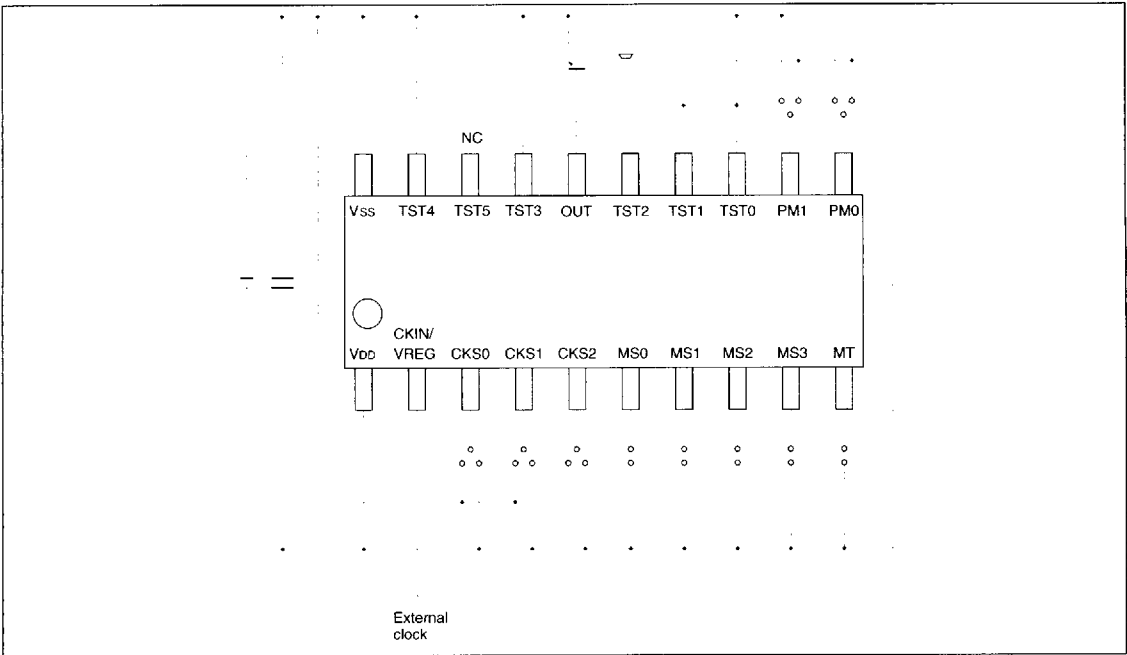 NC
VSS TST4 TST5 TST3 OUT TST2 TST1 TST0 PM1 PM0
CKIN/
VDD VREG CKS0 CKS1 CKS2 MS0 MS1 MS2 MS3 MT
External
clock